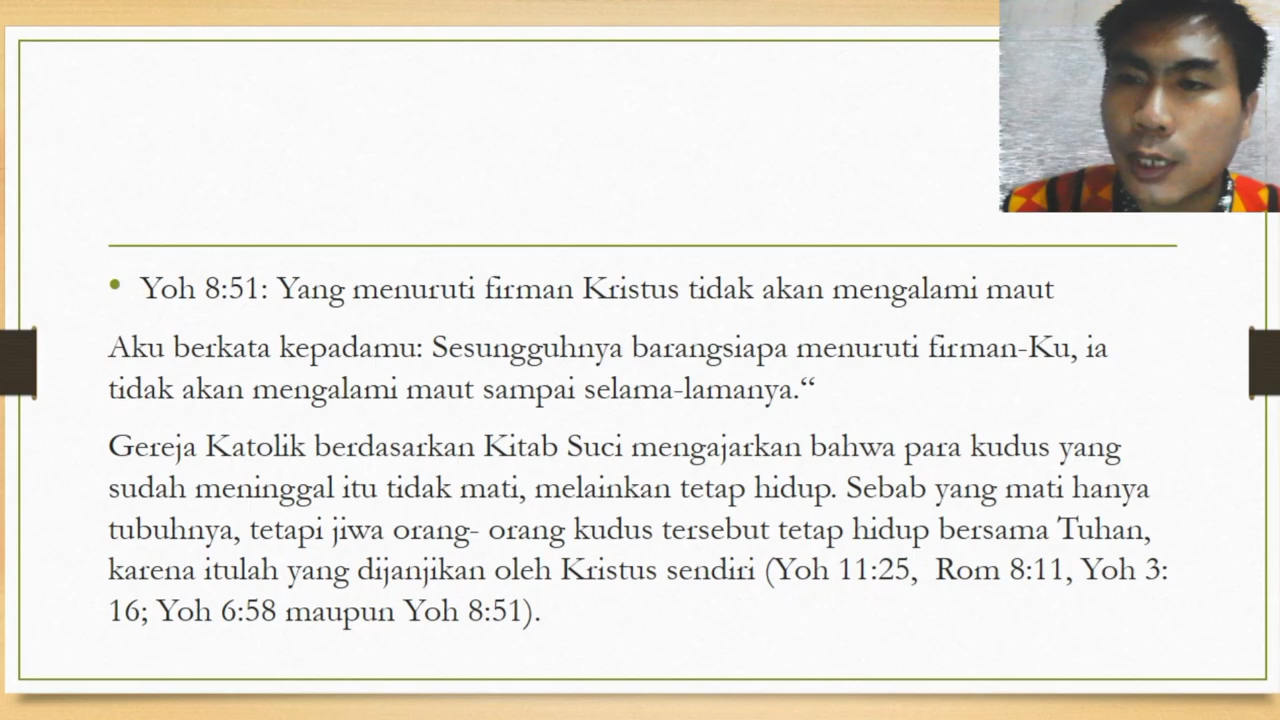 • Yoh 8:51: Yang menuruti firman Kristus tidak akan mengalami maut
Aku berkata kepadamu: Sesungguhnya barangsiapa menuruti firman-Ku, ia
tidak akan mengalami maut sampai selama-lamanya.“
Gereja Katolik berdasarkan Kitab Suci mengajarkan bahwa para kudus yang
sudah meninggal itu tidak mati, melainkan tetap hidup. Sebab yang mati hanya
tubuhnya, tetapi jiwa orang- orang kudus tersebut tetap hidup bersama Tuhan,
karena itulah yang dijanjikan oleh Kristus sendiri (Yoh 11:25,  Rom 8:11, Yoh 3:
16; Yoh 6:58 maupun Yoh 8:51).